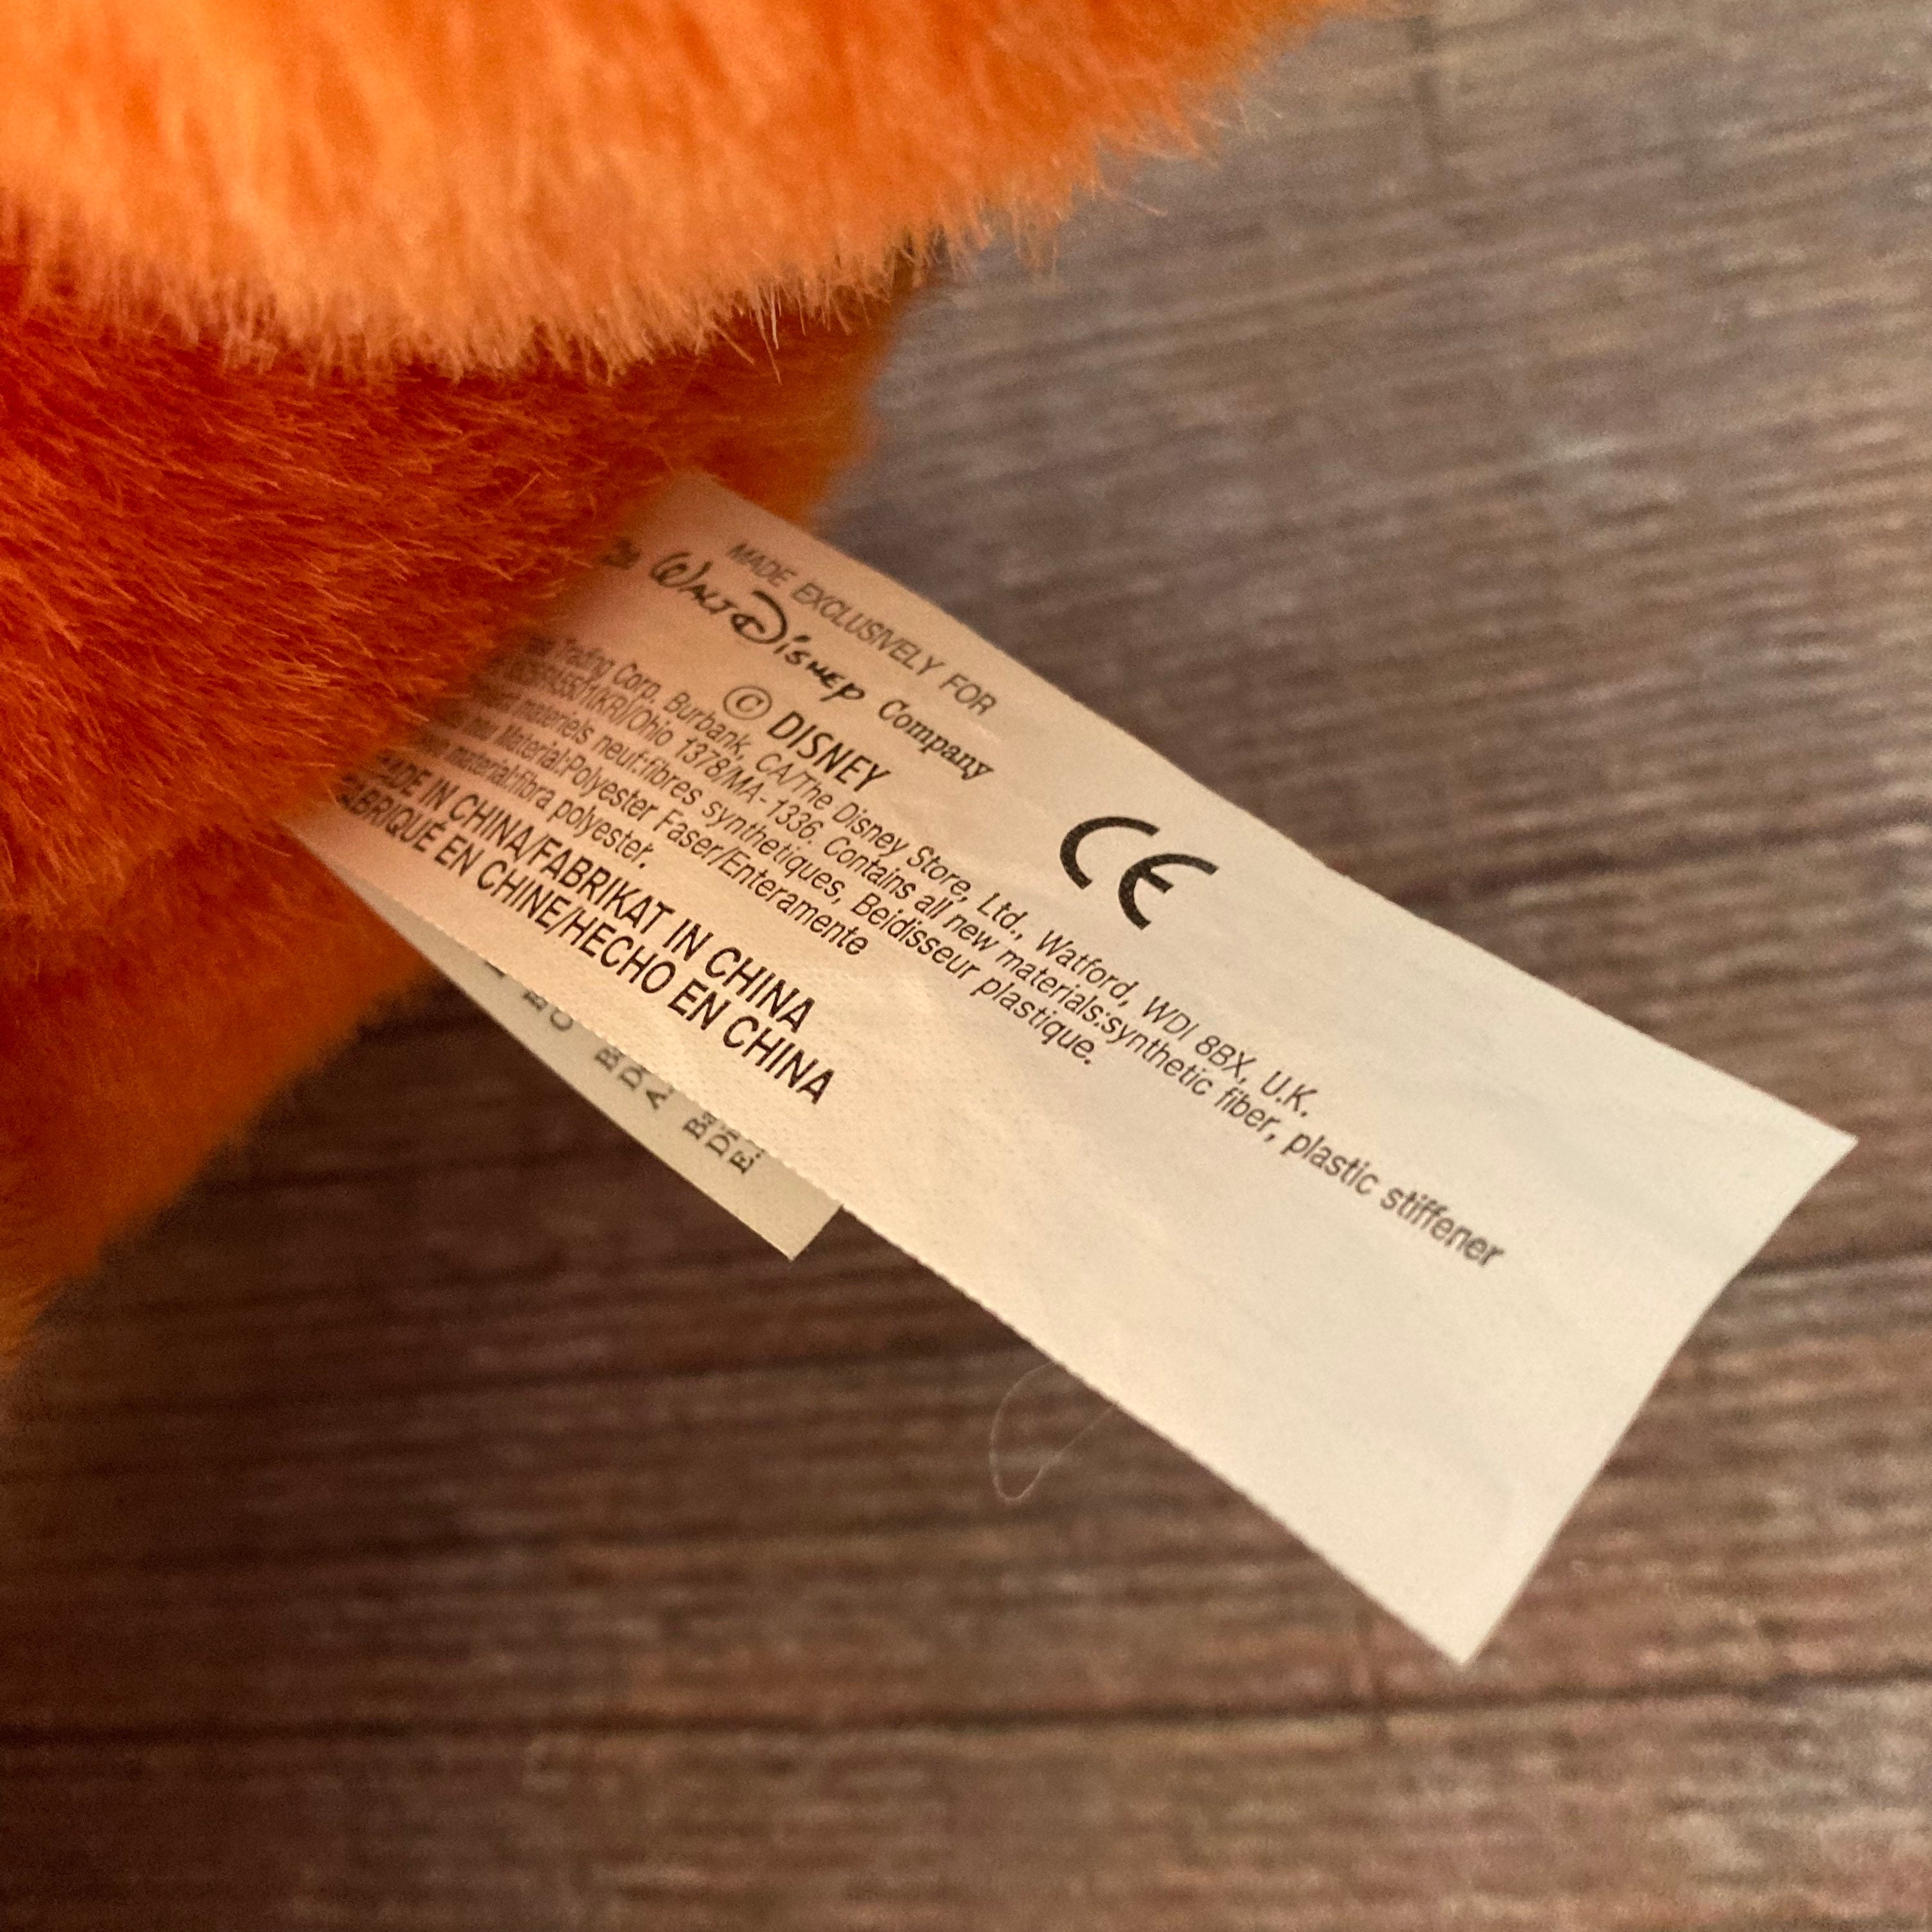 MADE EXCLUSIVELY FOR
WALT DISNEY Company
© DISNEY
CE
Trading Corp. Burbank, CA/The Disney Store, Ltd., Watford, WDI 8BX, U.K.
(KR)/Ohio 1378/MA-1336. Contains all new materials:synthetic fiber, plastic stiffener
materiels neuf:fibres synthetiques, Beidisseur plastique.
Material:Polyester Faser/Enteramente
material:fibra polyester.
MADE IN CHINA/FABRIKAT IN CHINA
FABRIQUÉ EN CHINE/HECHO EN CHINA